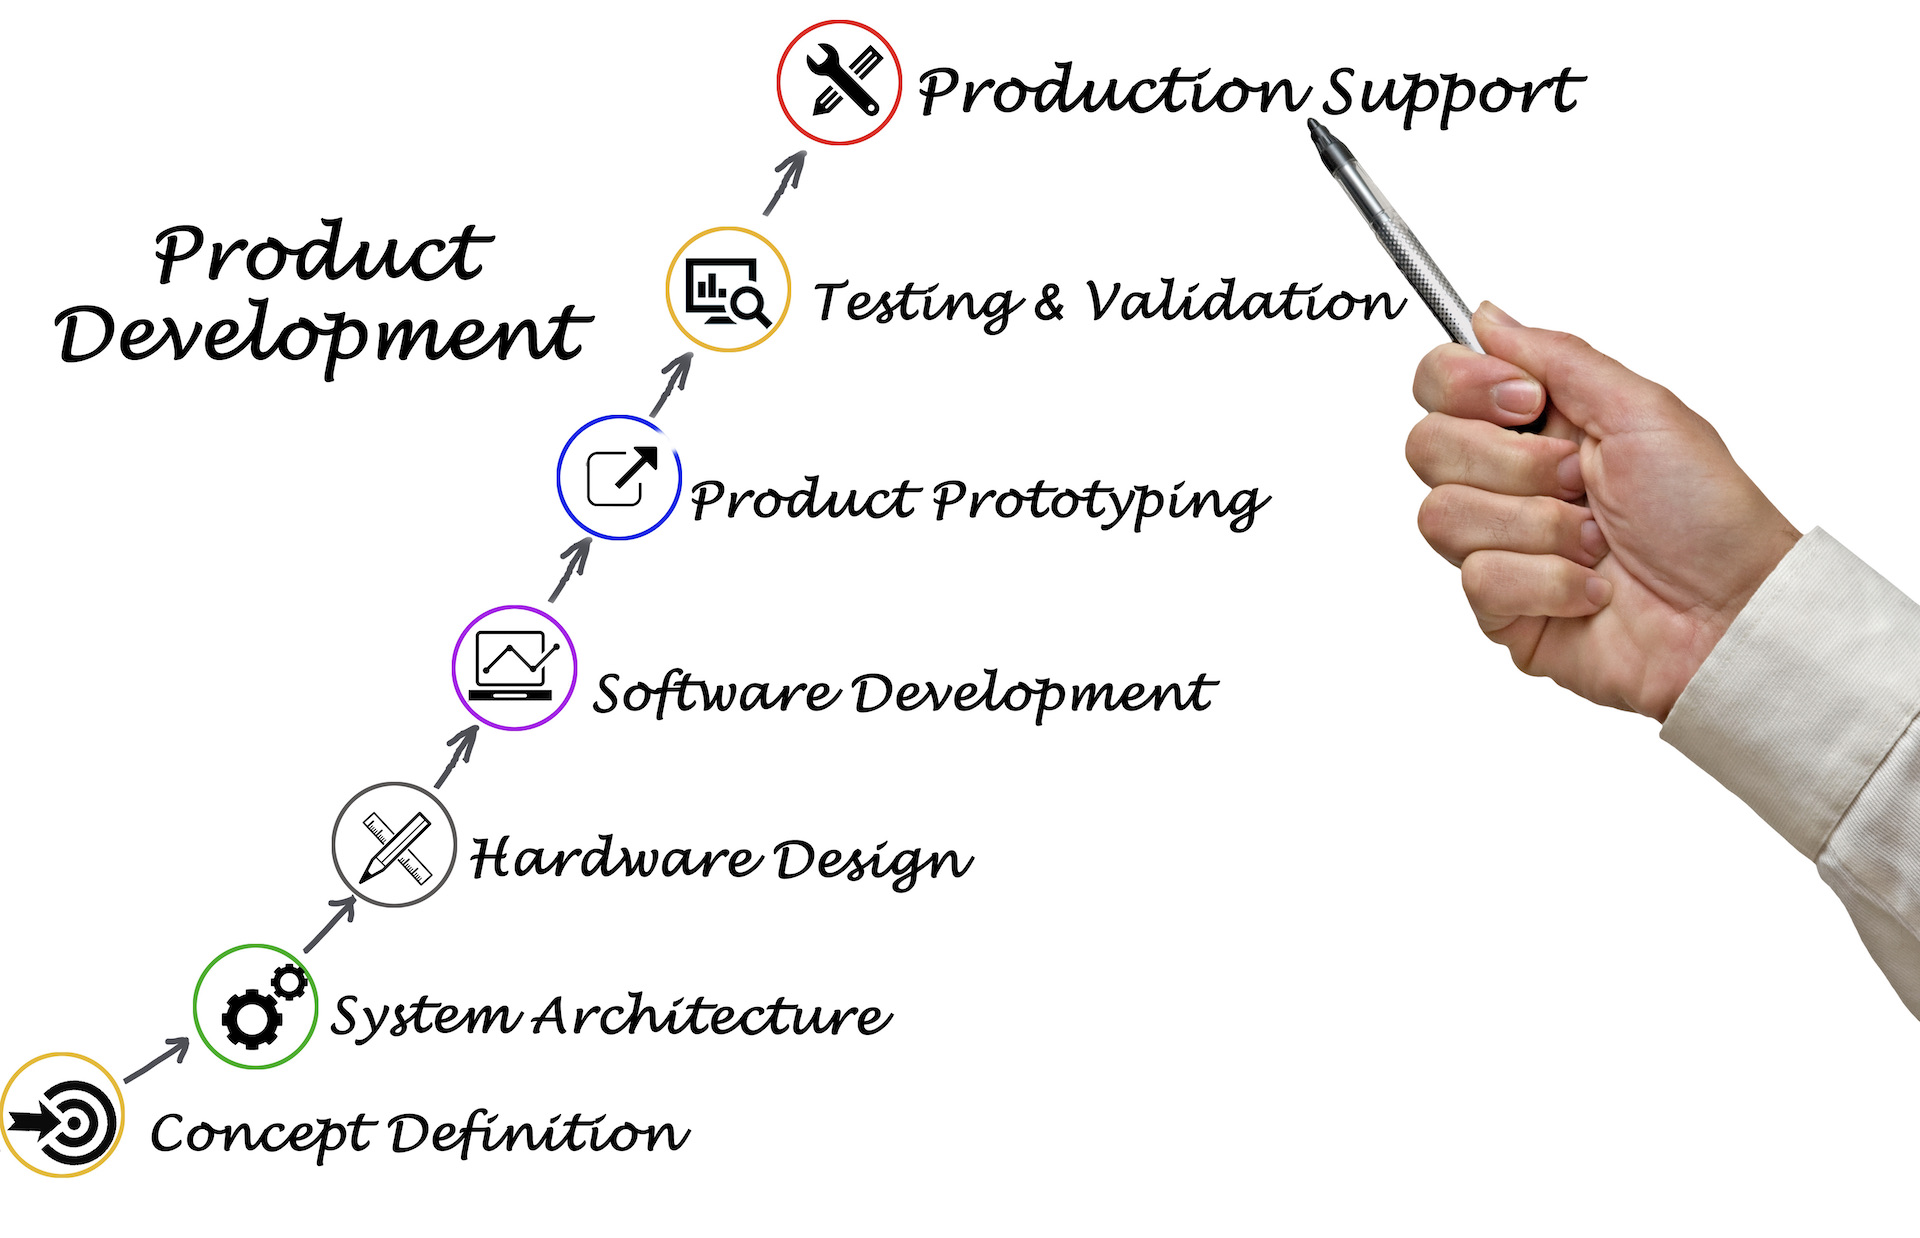 Production Support
Product
Development
Testing & Validation
Product Prototyping
Software Development
Hardware Design
System Architecture
Concept Definition